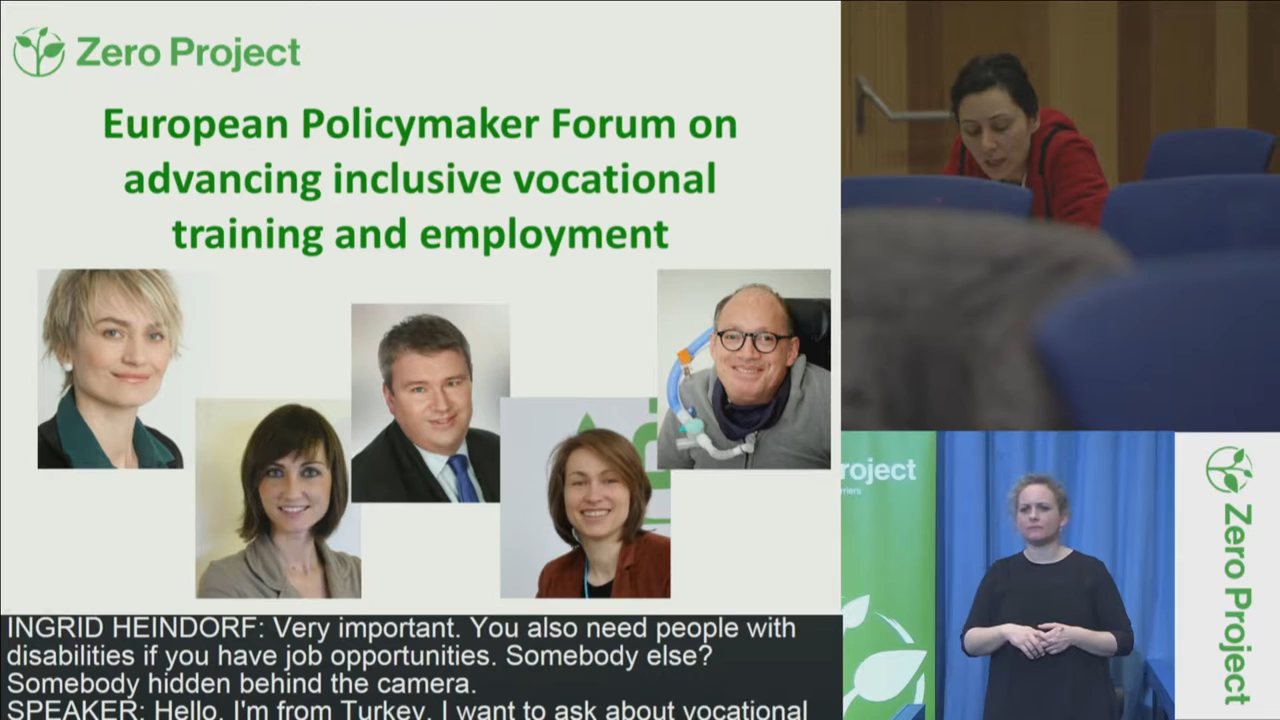 Zero Project
European Policymaker Forum on
advancing inclusive vocational
training and employment
INGRID HEINDORF: Very important. You also need people with
disabilities if you have job opportunities. Somebody else?
Somebody hidden behind the camera.
SPEAKER: Hello, I'm from Turkey. I want to ask about vocational
roject
rriers
Zero Project